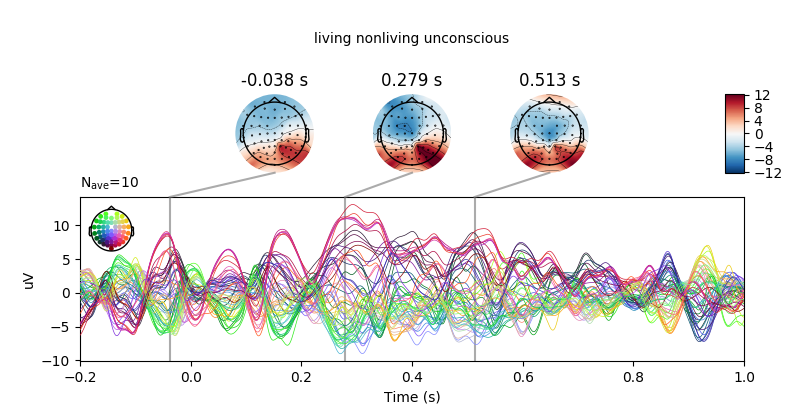 living nonliving unconscious
-0.038 s 0.279 s 0.513 s
12
8
4
0
−4
−8
−12
Nave=10
10
5
0
−5
−10
uV
−0.2 0.0 0.2 0.4 0.6 0.8 1.0
Time (s)